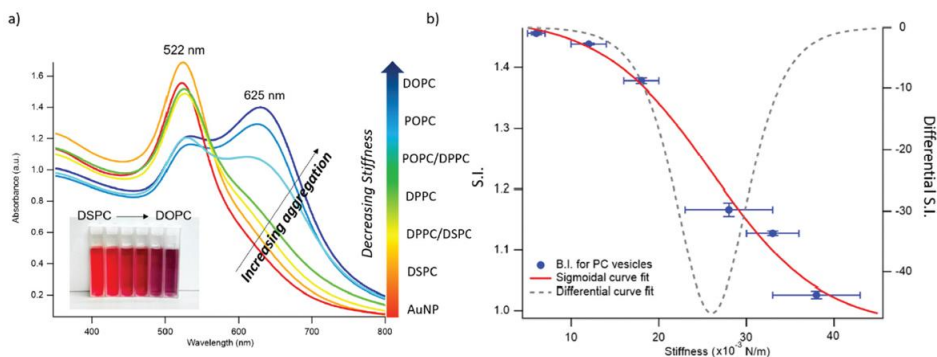 a)
522 nm
625 nm
1.6
1.4
1.2
1.0
0.8
0.6
0.4
0.2
Absorbance (a.u.)
400
500
600
700
800
Wavelength (nm)
DSPC → DOPC
Increasing aggregation
Decreasing Stiffness
DOPC
POPC
POPC/DPPC
DPPC
DPPC/DSPC
DSPC
AuNP
b)
1.4
1.3
1.2
1.1
1.0
S.I.
0
-10
-20
-30
-40
Differential S.I.
B.I. for PC vesicles
Sigmoidal curve fit
Differential curve fit
10
20
30
40
Stiffness (x10⁻³ N/m)